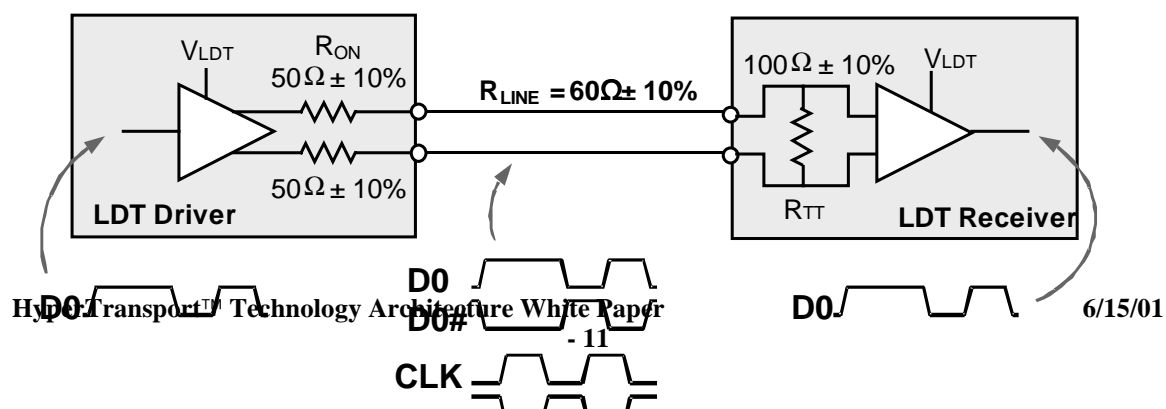 VLDT
RON
50Ω ± 10%
RLINE = 60Ω± 10%
100Ω ± 10%
VLDT
50Ω ± 10%
LDT Driver
RTT
LDT Receiver
D0
D0
D0
HyperTransport™ Technology Architecture White Paper
6/15/01
D0#
- 11
CLK